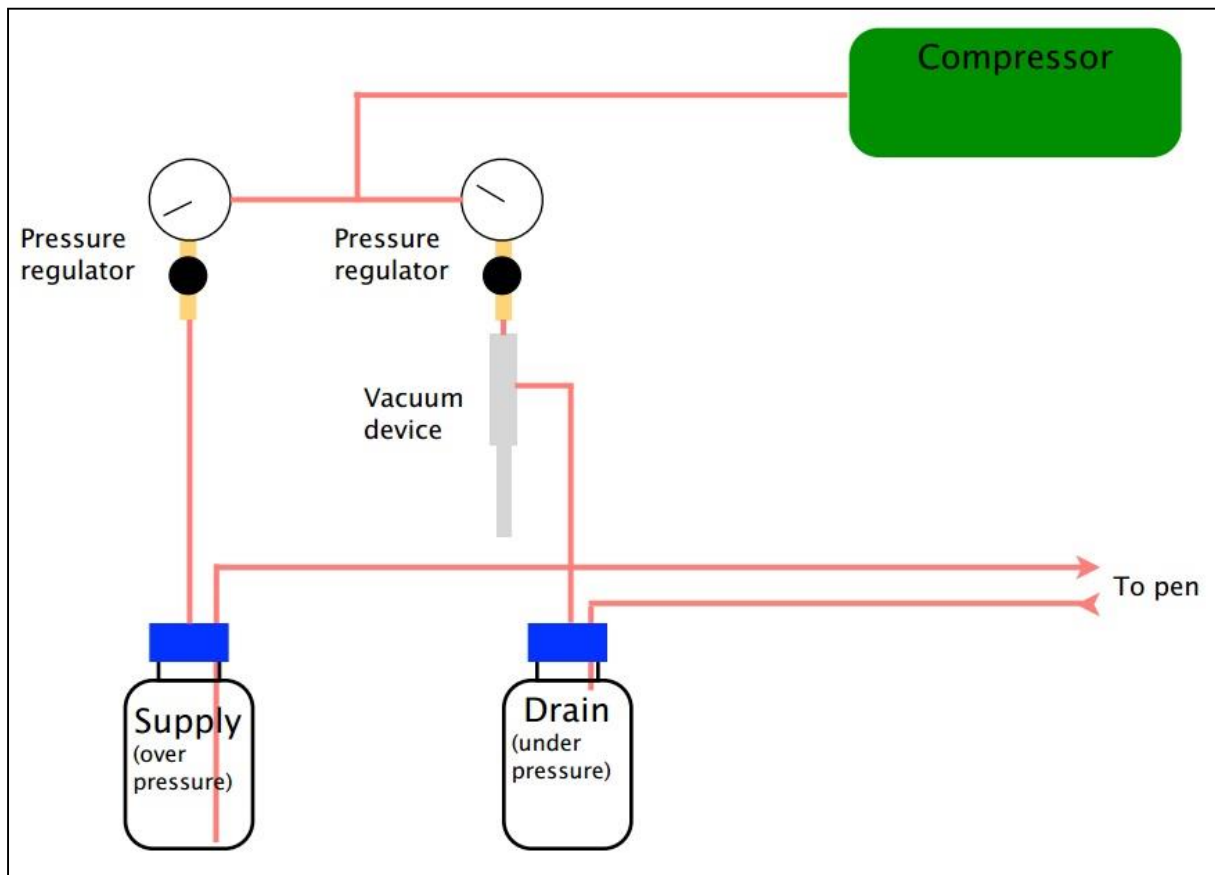 Compressor
Pressure
regulator
Pressure
regulator
Vacuum
device
To pen
Supply
(over
pressure)
Drain
(under
pressure)